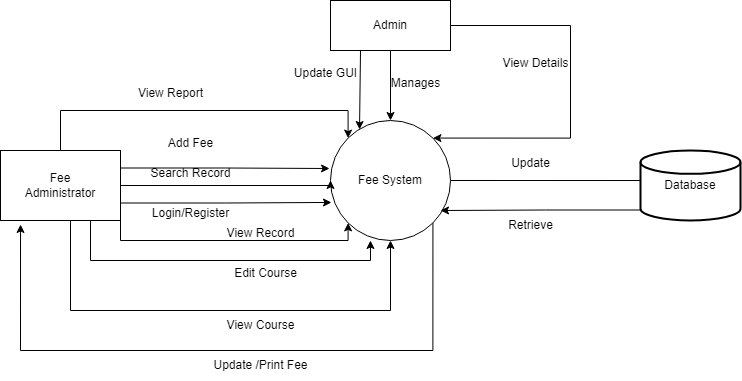 Admin
Update GUI
View Details
Manages
View Report
Add Fee
Update
Search Record
Fee
Administrator
Fee System
Database
Login/Register
Retrieve
View Record
Edit Course
View Course
Update /Print Fee